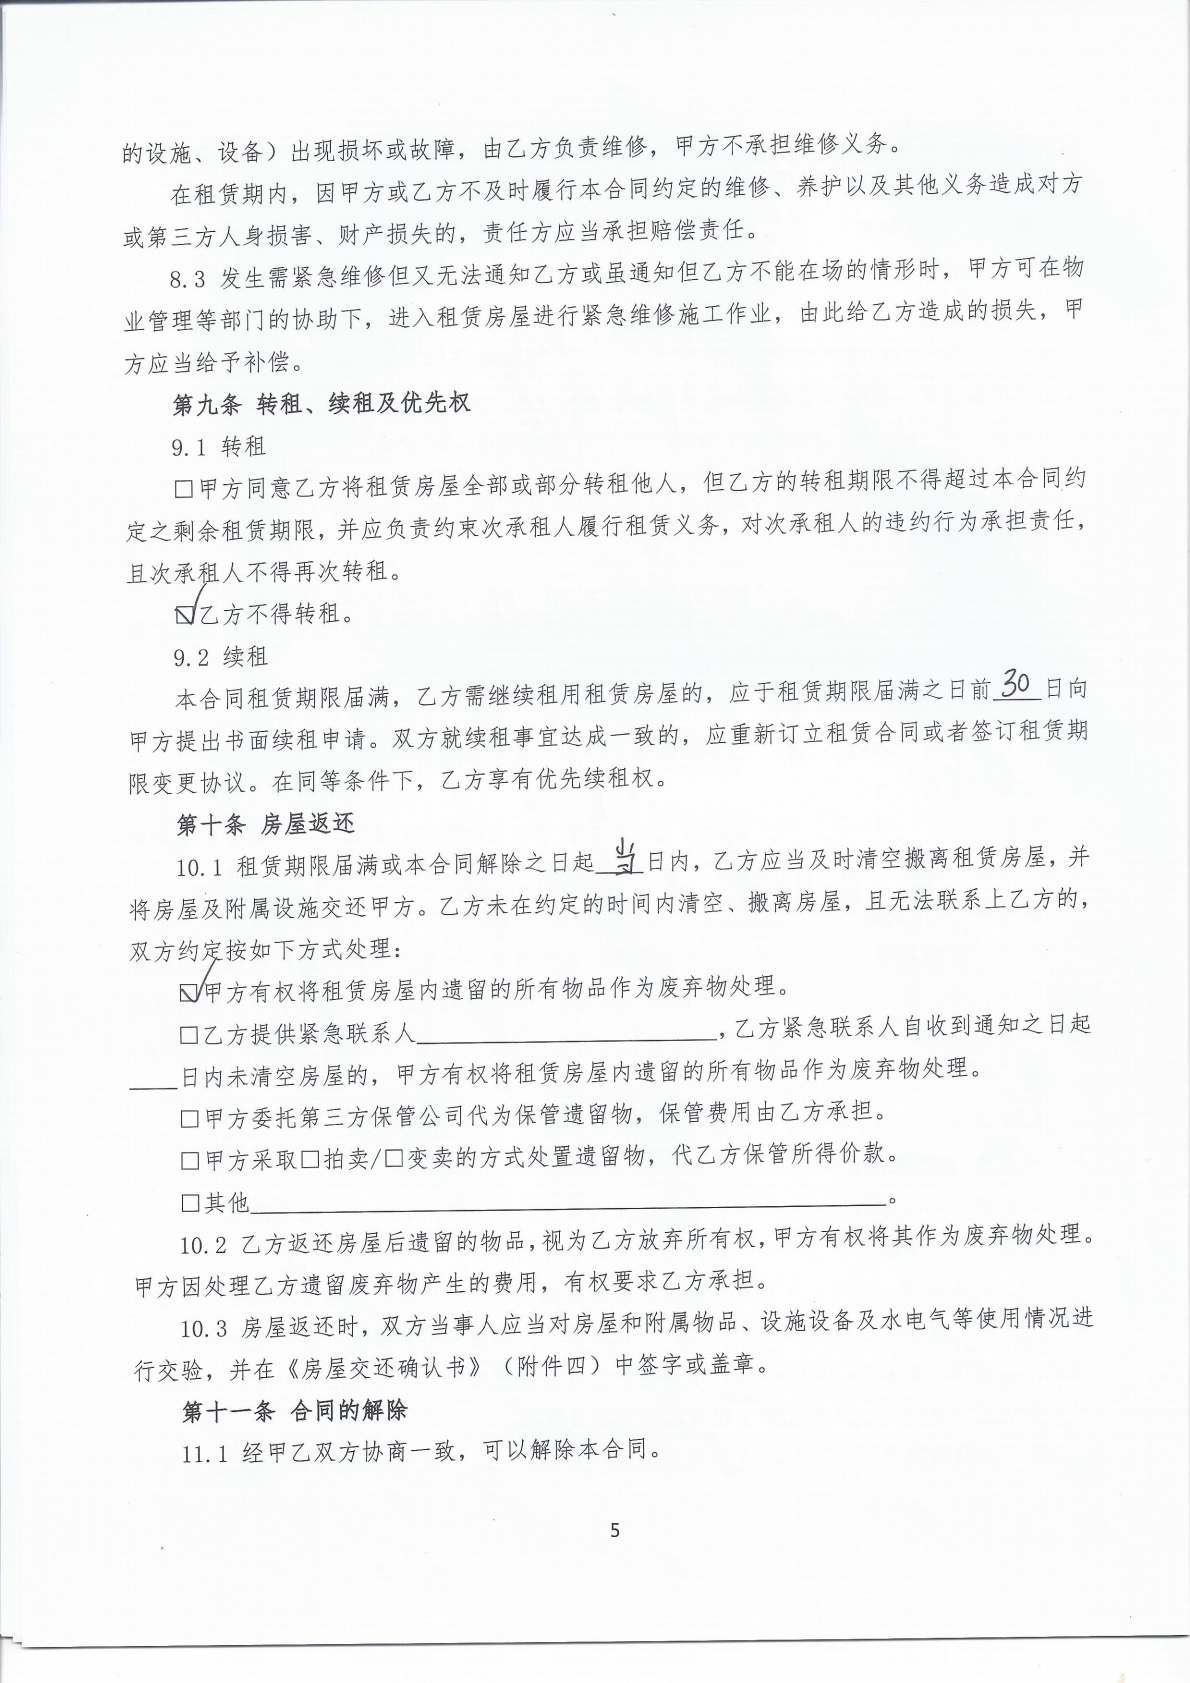 的设施、设备）出现损坏或故障，由乙方负责维修，甲方不承担维修义务。
在租赁期内，因甲方或乙方不及时履行本合同约定的维修、养护以及其他义务造成对方
或第三方人身损害、财产损失的，责任方应当承担赔偿责任。
8.3 发生需紧急维修但又无法通知乙方或虽通知但乙方不能在场的情形时，甲方可在物
业管理等部门的协助下，进入租赁房屋进行紧急维修施工作业，由此给乙方造成的损失，甲
方应当给予补偿。
第九条 转租、续租及优先权
9.1 转租
□甲方同意乙方将租赁房屋全部或部分转租他人，但乙方的转租期限不得超过本合同约
定之剩余租赁期限，并应负责约束次承租人履行租赁义务，对次承租人的违约行为承担责任，
且次承租人不得再次转租。
☑乙方不得转租。
9.2 续租
本合同租赁期限届满，乙方需继续租用租赁房屋的，应于租赁期限届满之日前 30 日向
甲方提出书面续租申请。双方就续租事宜达成一致的，应重新订立租赁合同或者签订租赁期
限变更协议。在同等条件下，乙方享有优先续租权。
第十条 房屋返还
10.1 租赁期限届满或本合同解除之日起 当 日内，乙方应当及时清空搬离租赁房屋，并
将房屋及附属设施交还甲方。乙方未在约定的时间内清空、搬离房屋，且无法联系上乙方的，
双方约定按如下方式处理：
☑甲方有权将租赁房屋内遗留的所有物品作为废弃物处理。
□乙方提供紧急联系人_________________________，乙方紧急联系人自收到通知之日起
____日内未清空房屋的，甲方有权将租赁房屋内遗留的所有物品作为废弃物处理。
□甲方委托第三方保管公司代为保管遗留物，保管费用由乙方承担。
□甲方采取□拍卖/□变卖的方式处置遗留物，代乙方保管所得价款。
□其他_____________________________________________________。
10.2 乙方返还房屋后遗留的物品，视为乙方放弃所有权，甲方有权将其作为废弃物处理。
甲方因处理乙方遗留废弃物产生的费用，有权要求乙方承担。
10.3 房屋返还时，双方当事人应当对房屋和附属物品、设施设备及水电气等使用情况进
行交验，并在《房屋交还确认书》（附件四）中签字或盖章。
第十一条 合同的解除
11.1 经甲乙双方协商一致，可以解除本合同。
5